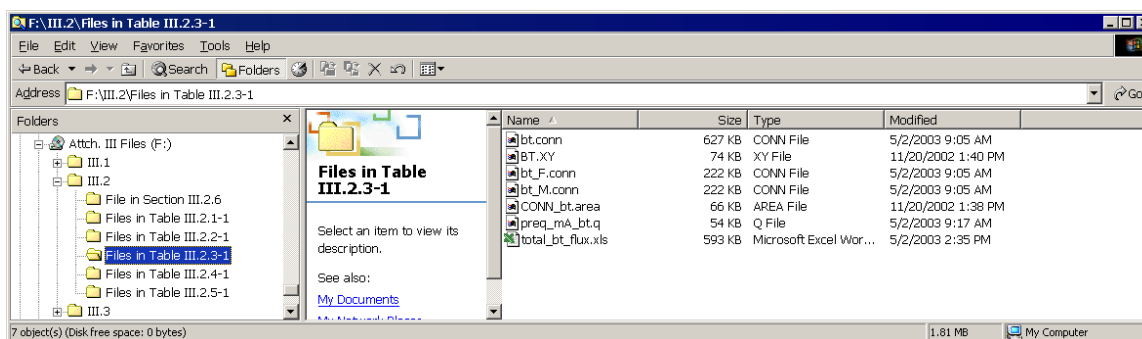 F:\III.2\Files in Table III.2.3-1
File Edit View Favorites Tools Help
Back Search Folders
Address F:\III.2\Files in Table III.2.3-1 Go
Folders
Attch. III Files (F:)
III.1
III.2
File in Section III.2.6
Files in Table III.2.1-1
Files in Table III.2.2-1
Files in Table III.2.3-1
Files in Table III.2.4-1
Files in Table III.2.5-1
III.3
Files in Table
III.2.3-1
Select an item to view its
description.
See also:
My Documents
My Network Places
Name Size Type Modified
bt.conn 627 KB CONN File 5/2/2003 9:05 AM
BT.XY 74 KB XY File 11/20/2002 1:40 PM
bt_F.conn 222 KB CONN File 5/2/2003 9:05 AM
bt_M.conn 222 KB CONN File 5/2/2003 9:05 AM
CONN_bt.area 66 KB AREA File 11/20/2002 1:38 PM
preq_mA_bt.q 54 KB Q File 5/2/2003 9:17 AM
total_bt_flux.xls 593 KB Microsoft Excel Wor... 5/2/2003 2:35 PM
7 object(s) (Disk free space: 0 bytes) 1.81 MB My Computer